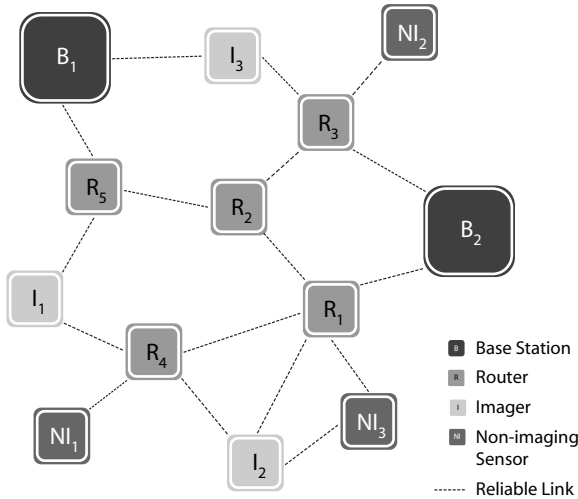 B₁
I₃
NI₂
R₃
R₅
R₂
B₂
I₁
R₁
R₄
NI₁
NI₃
I₂
B Base Station
R Router
I Imager
NI Non-imaging
Sensor
Reliable Link